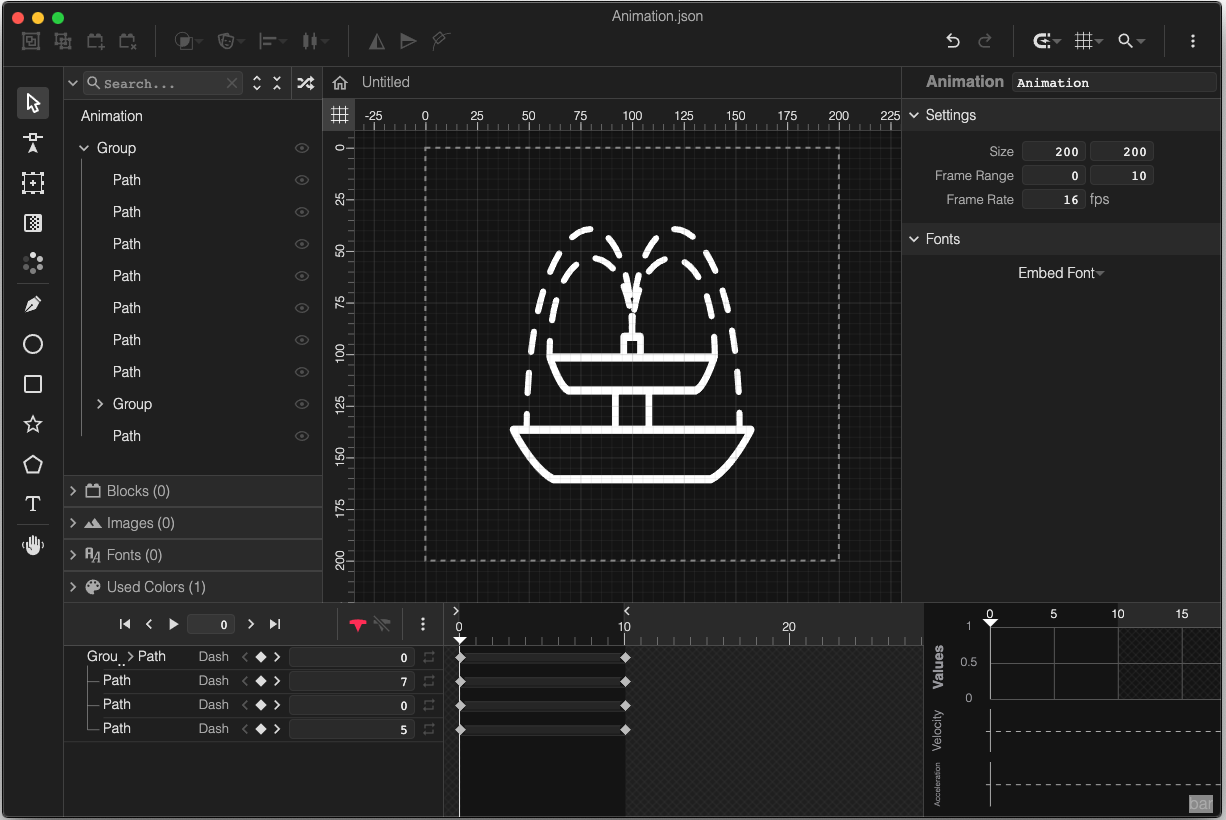 Animation.json
Search...
Untitled
Animation Animation
Animation
Group
Path
Path
Path
Path
Path
Path
Path
Group
Path
-25 0 25 50 75 100 125 150 175 200 225
0
25
50
75
100
125
150
175
200
Settings
Size 200 200
Frame Range 0 10
Frame Rate 16 fps
Fonts
Embed Font
T
Blocks (0)
Images (0)
Fonts (0)
Used Colors (1)
0
0 10 20
Grou.. > Path Dash 0
Path Dash 7
Path Dash 0
Path Dash 5
0 5 10 15
1
0.5
0
Values
Velocity
Acceleration
bar